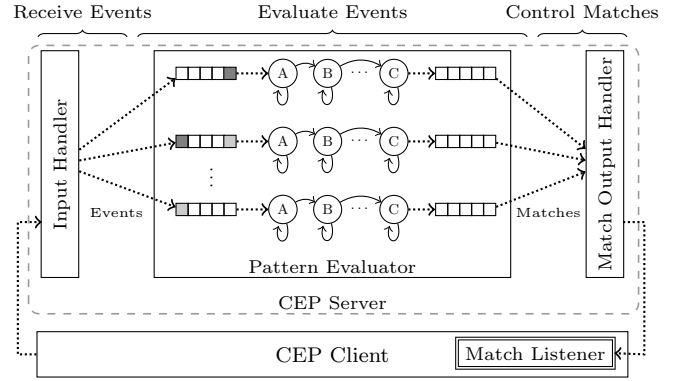 Receive Events
Evaluate Events
Control Matches
Input Handler
A
B
...
C
A
B
...
C
A
B
...
C
Events
Matches
Match Output Handler
Pattern Evaluator
CEP Server
CEP Client
Match Listener